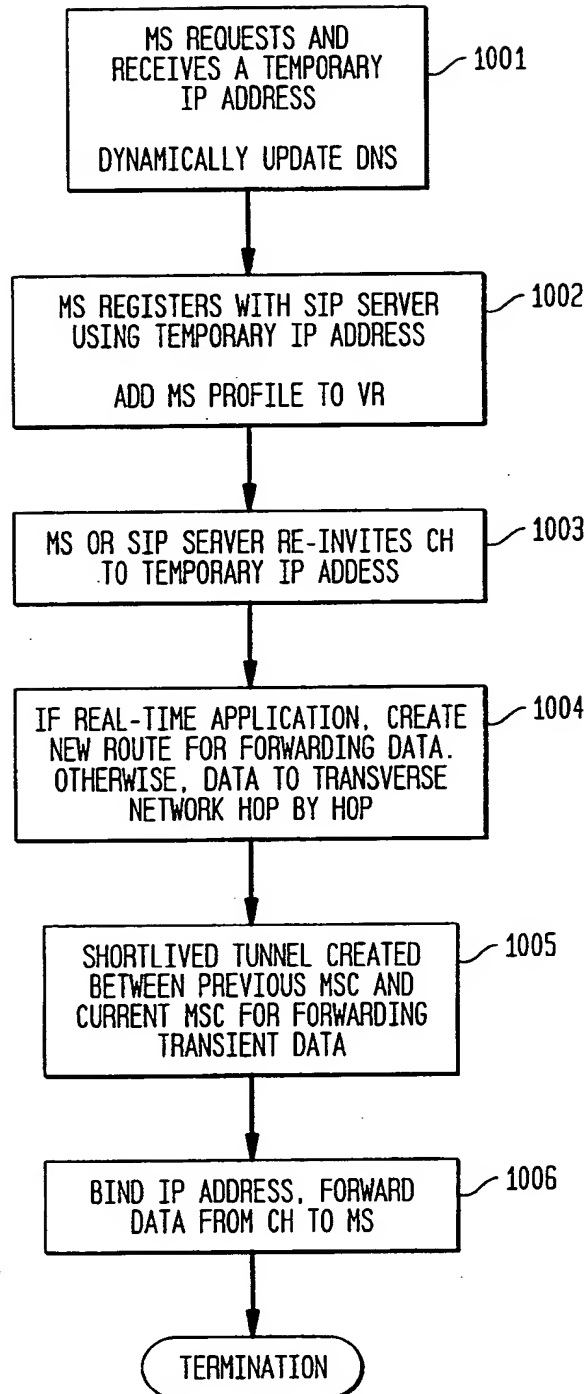 MS REQUESTS AND
RECEIVES A TEMPORARY
IP ADDRESS
DYNAMICALLY UPDATE DNS
1001
MS REGISTERS WITH SIP SERVER
USING TEMPORARY IP ADDRESS
ADD MS PROFILE TO VR
1002
MS OR SIP SERVER RE-INVITES CH
TO TEMPORARY IP ADDESS
1003
IF REAL-TIME APPLICATION, CREATE
NEW ROUTE FOR FORWARDING DATA.
OTHERWISE, DATA TO TRANSVERSE
NETWORK HOP BY HOP
1004
SHORTLIVED TUNNEL CREATED
BETWEEN PREVIOUS MSC AND
CURRENT MSC FOR FORWARDING
TRANSIENT DATA
1005
BIND IP ADDRESS, FORWARD
DATA FROM CH TO MS
1006
TERMINATION